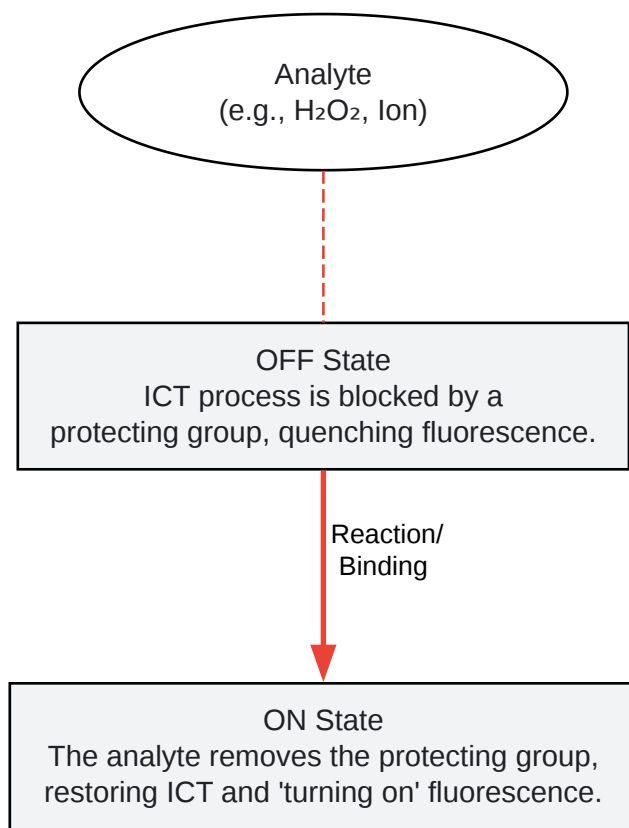 Analyte
(e.g., H₂O₂, Ion)
OFF State
ICT process is blocked by a
protecting group, quenching fluorescence.
Reaction/
Binding
ON State
The analyte removes the protecting group,
restoring ICT and 'turning on' fluorescence.